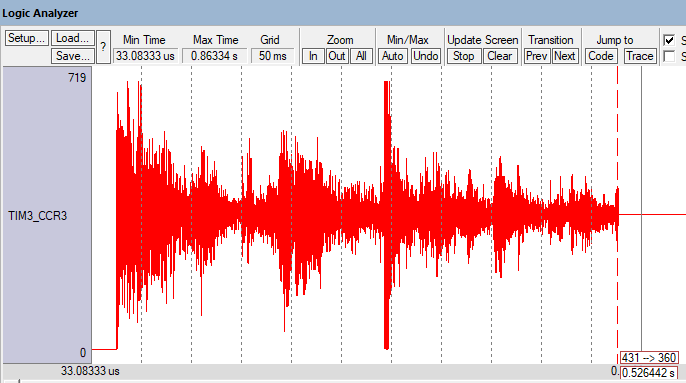 Logic Analyzer
Setup... Load... Save... ?
Min Time Max Time Grid Zoom Min/Max Update Screen Transition Jump to
33.08333 us 0.86334 s 50 ms In Out All Auto Undo Stop Clear Prev Next Code Trace
719
TIM3_CCR3
0
431 --> 360
33.08333 us
0.526442 s